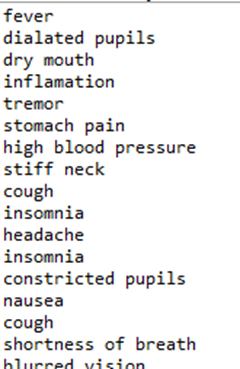 fever
dialated pupils
dry mouth
inflamation
tremor
stomach pain
high blood pressure
stiff neck
cough
insomnia
headache
insomnia
constricted pupils
nausea
cough
shortness of breath
blurred vision